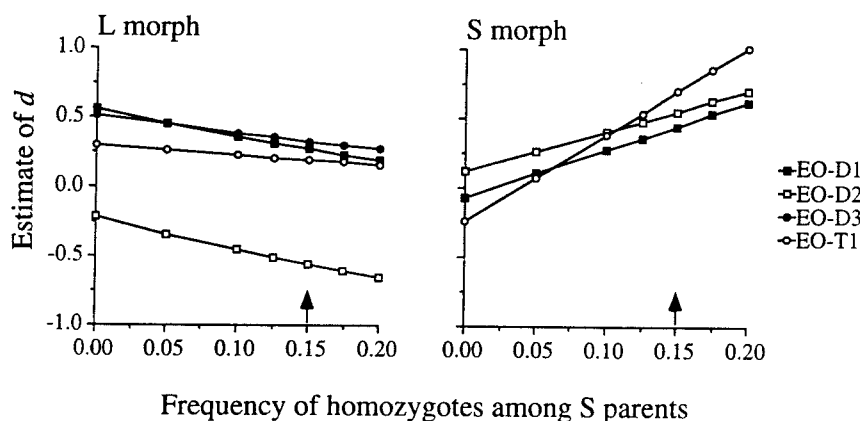 L morph
S morph
Estimate of d
1.0
0.5
0.0
-0.5
-1.0
0.00 0.05 0.10 0.15 0.20
0.00 0.05 0.10 0.15 0.20
EO-D1
EO-D2
EO-D3
EO-T1
Frequency of homozygotes among S parents